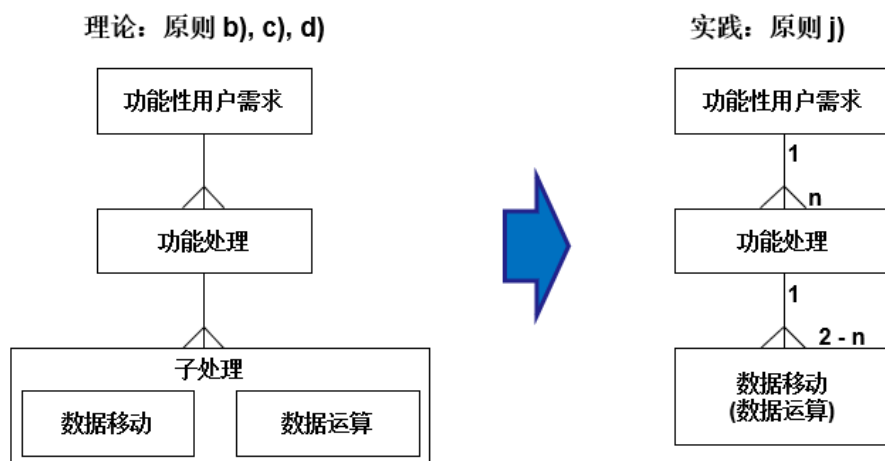 理论：原则 b), c), d)
功能性用户需求
功能处理
子处理
数据移动
数据运算
实践：原则 j)
功能性用户需求
1
n
功能处理
1
2 - n
数据移动
(数据运算)